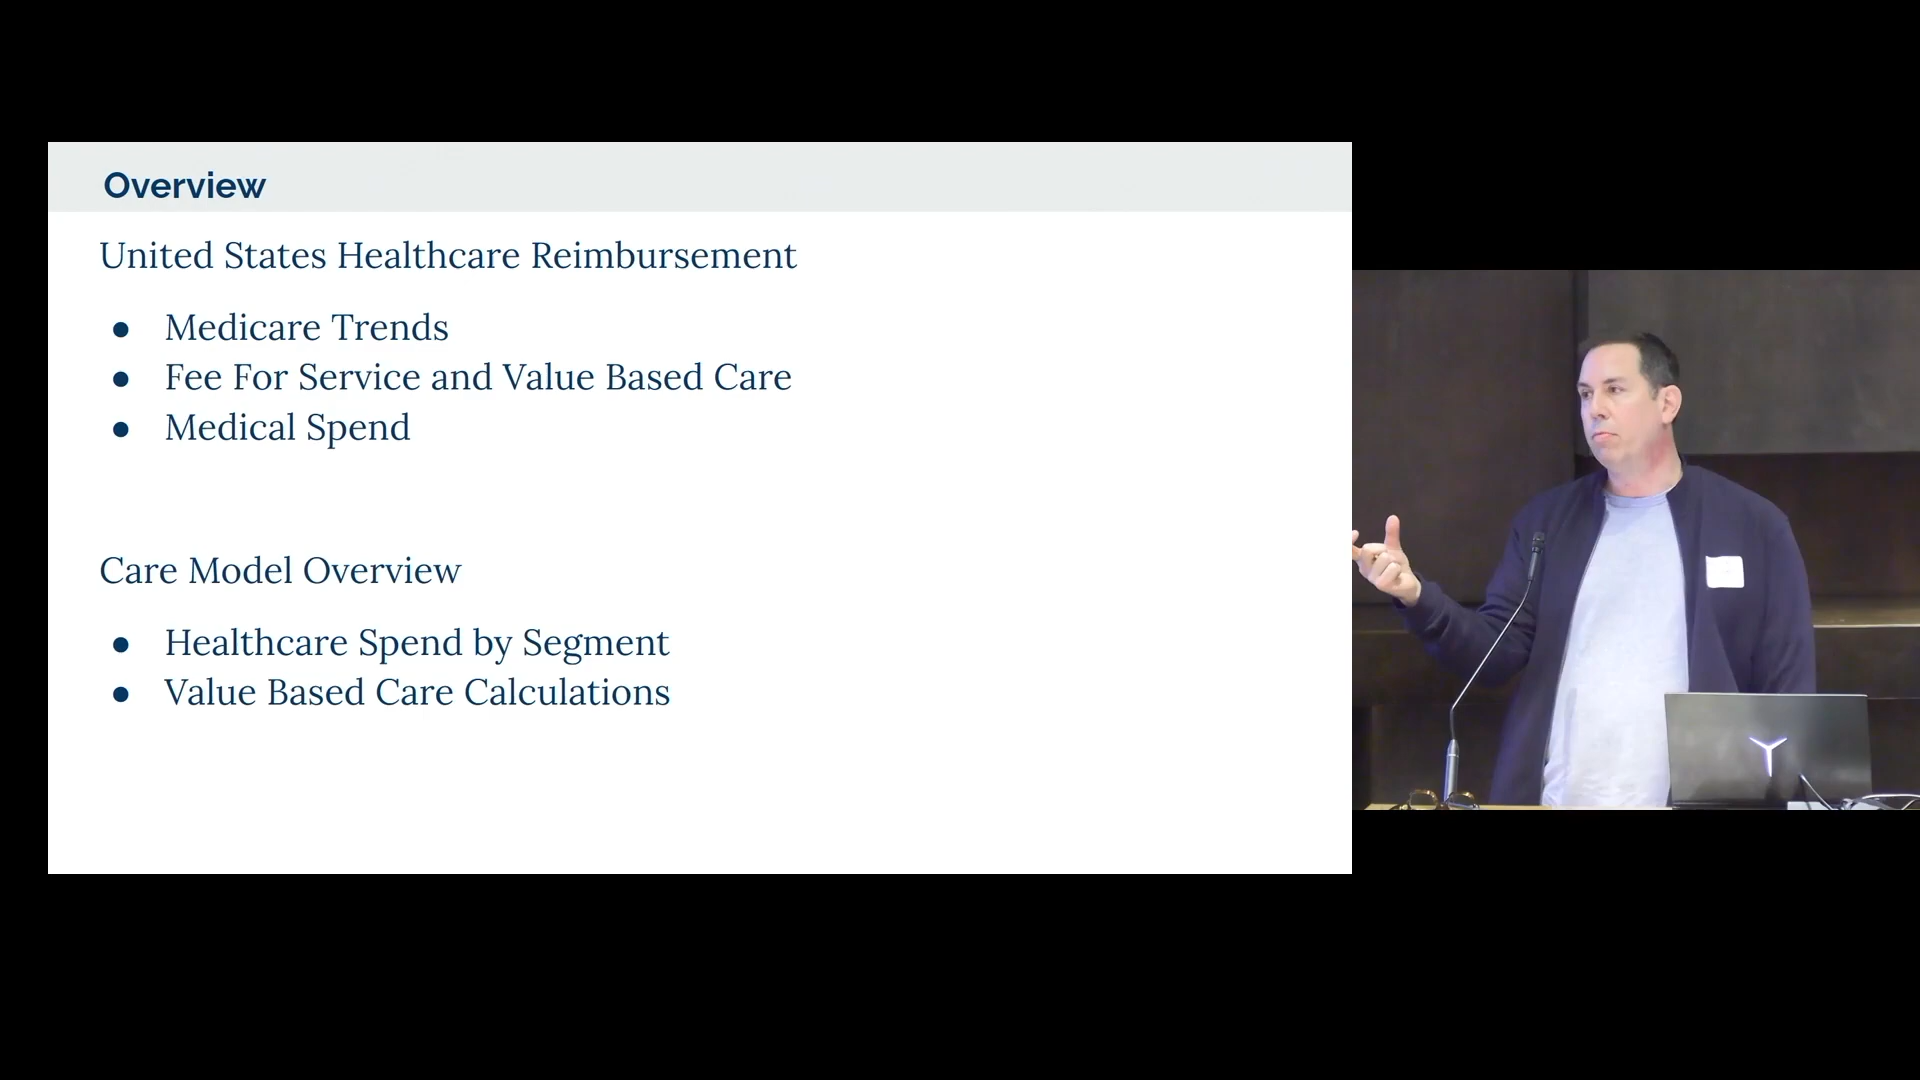 Overview
United States Healthcare Reimbursement
● Medicare Trends
● Fee For Service and Value Based Care
● Medical Spend
Care Model Overview
● Healthcare Spend by Segment
● Value Based Care Calculations